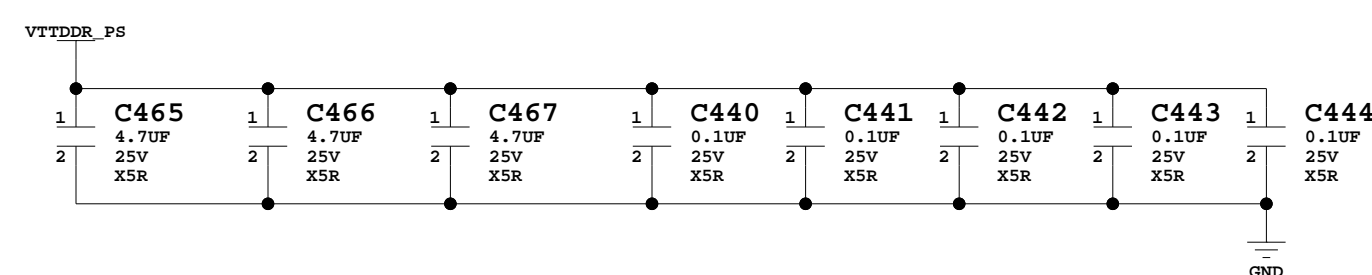 VTTDDR_PS
1 C465 1 C466 1 C467 1 C440 1 C441 1 C442 1 C443 1 C444
4.7UF 4.7UF 4.7UF 0.1UF 0.1UF 0.1UF 0.1UF 0.1UF
2 25V 2 25V 2 25V 2 25V 2 25V 2 25V 2 25V 2 25V
X5R X5R X5R X5R X5R X5R X5R X5R
GND